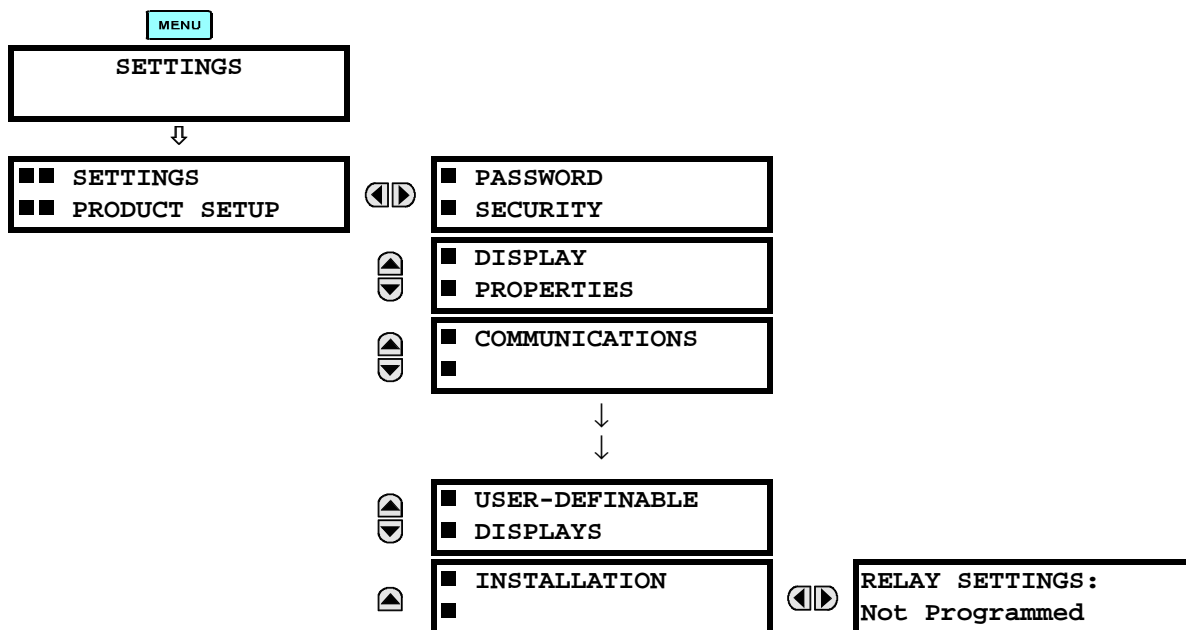 MENU
SETTINGS
SETTINGS
PRODUCT SETUP
PASSWORD
SECURITY
DISPLAY
PROPERTIES
COMMUNICATIONS
USER-DEFINABLE
DISPLAYS
INSTALLATION
RELAY SETTINGS:
Not Programmed